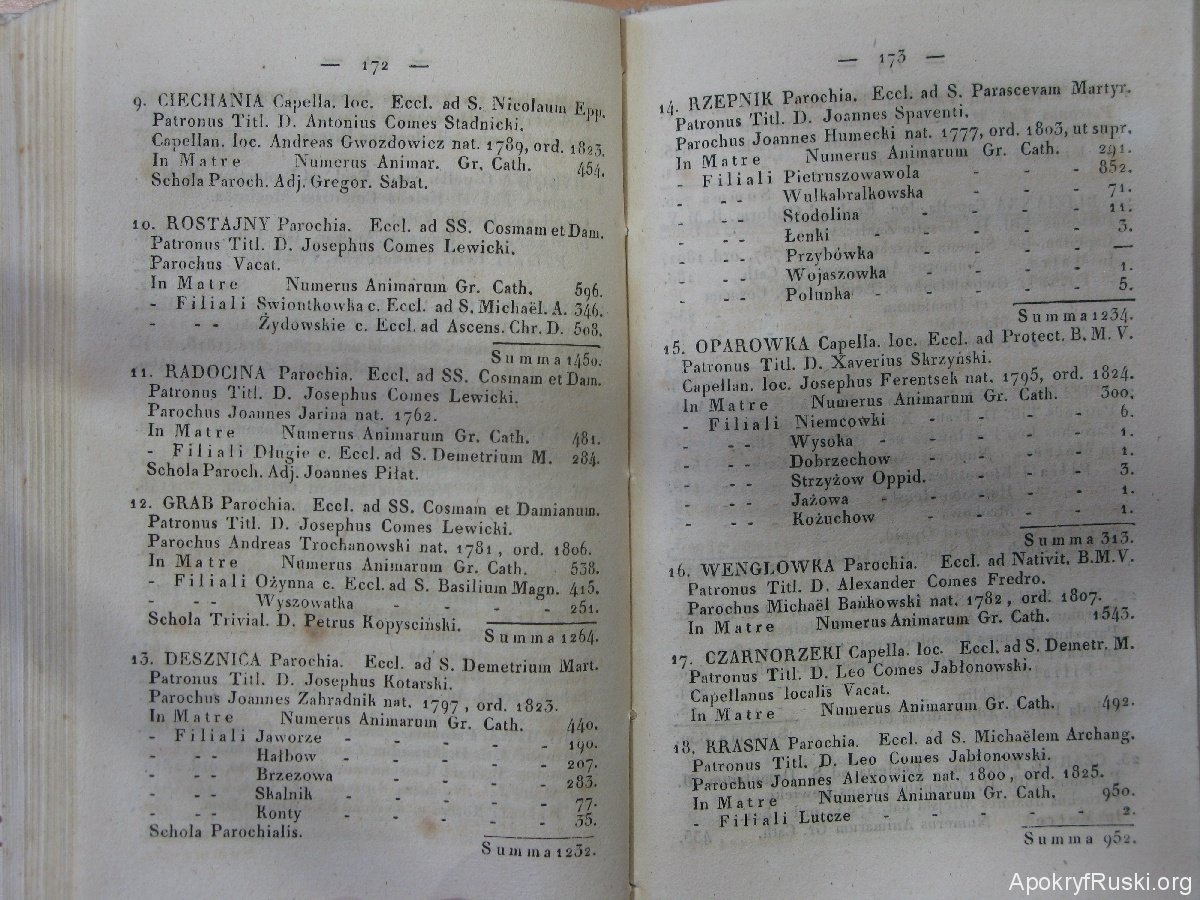 — 172 —
9. CIECHANIA Capella. loc. Eccl. ad S. Nicolaum Epp.
Patronus Titl. D. Antonius Comes Stadnicki.
Capellan. loc. Andreas Gwozdowicz nat. 1789, ord. 1823.
In Matre Numerus Animar. Gr. Cath. 454.
Schola Paroch. Adj. Gregor. Sabat.
10. ROSTAJNY Parochia. Eccl. ad SS. Cosmam et Dam.
Patronus Titl. D. Josephus Comes Lewicki.
Parochus Vacat.
In Matre Numerus Animarum Gr. Cath. 596.
- Filiali Swiontkowka c. Eccl. ad S. Michaël. A. 346.
- - - Żydowskie c. Eccl. ad Ascens. Chr. D. 508.
Summa 1450.
11. RADOCINA Parochia. Eccl. ad SS. Cosmam et Dam.
Patronus Titl. D. Josephus Comes Lewicki.
Parochus Joannes Jarina nat. 1762.
In Matre Numerus Animarum Gr. Cath. 481.
- Filiali Długie c. Eccl. ad S. Demetrium M. 284.
Schola Paroch. Adj. Joannes Piłat.
12. GRAB Parochia. Eccl. ad SS. Cosmam et Damianum.
Patronus Titl. D. Josephus Comes Lewicki.
Parochus Andreas Trochanowski nat. 1781, ord. 1806.
In Matre Numerus Animarum Gr. Cath. 538.
- Filiali Ożynna c. Eccl. ad S. Basilium Magn. 415.
- - - Wyszowatka - - - - 251.
Schola Trivial. D. Petrus Kopysciński.
Summa 1264.
13. DESZNICA Parochia. Eccl. ad S. Demetrium Mart.
Patronus Titl. D. Josephus Kotarski.
Parochus Joannes Zahradnik nat. 1797, ord. 1823.
In Matre Numerus Animarum Gr. Cath. 440.
- Filiali Jaworze - - - - - 190.
- - - Hałbow - - - - - 207.
- - - Brzezowa - - - - 283.
- - - Skalnik - - - - - 77.
- - - Konty - - - - - 35.
Schola Parochialis.
Summa 1232.
— 173 —
14. RZEPNIK Parochia. Eccl. ad S. Parascevam Martyr.
Patronus Titl. D. Joannes Spaventi.
Parochus Joannes Humecki nat. 1777, ord. 1803, ut supr.
In Matre Numerus Animarum Gr. Cath. 291.
- Filiali Pietruszowawola - - - 852.
- - - Wulkabralkowska - - - 71.
- - - Stodolina - - - - - 11.
- - - Łenki - - - - - 3.
- - - Przybówka - - - - —
- - - Wojaszowka - - - - 1.
- - - Polunka - - - - - - 5.
Summa 1234.
15. OPAROWKA Capella. loc. Eccl. ad Protect. B. M. V.
Patronus Titl. D. Xaverius Skrzyński.
Capellan. loc. Josephus Ferentsek nat. 1795, ord. 1824.
In Matre Numerus Animarum Gr. Cath. 300.
- Filiali Niemcowki - - - - 6.
- - - Wysoka - - - - - 1.
- - - Dobrzechow - - - - 1.
- - - Strzyżow Oppid. - - - 3.
- - - Jażowa - - - - - 1.
- - - Kożuchow - - - - 1.
Summa 313.
16. WENGLOWKA Parochia. Eccl. ad Nativit. B. M. V.
Patronus Titl. D. Alexander Comes Fredro.
Parochus Michaël Bańkowski nat. 1782, ord. 1807.
In Matre Numerus Animarum Gr. Cath. 1543.
17. CZARNORZEKI Capella. loc. Eccl. ad S. Demetr. M.
Patronus Titl. D. Leo Comes Jabłonowski.
Capellanus localis Vacat.
In Matre Numerus Animarum Gr. Cath. 492.
18. KRASNA Parochia. Eccl. ad S. Michaëlem Archang.
Patronus Titl. D. Leo Comes Jabłonowski.
Parochus Joannes Alexowicz nat. 1800, ord. 1825.
In Matre Numerus Animarum Gr. Cath. 950.
- Filiali Lutcze - - - - - 2.
Summa 952.
ApokryfRuski.org